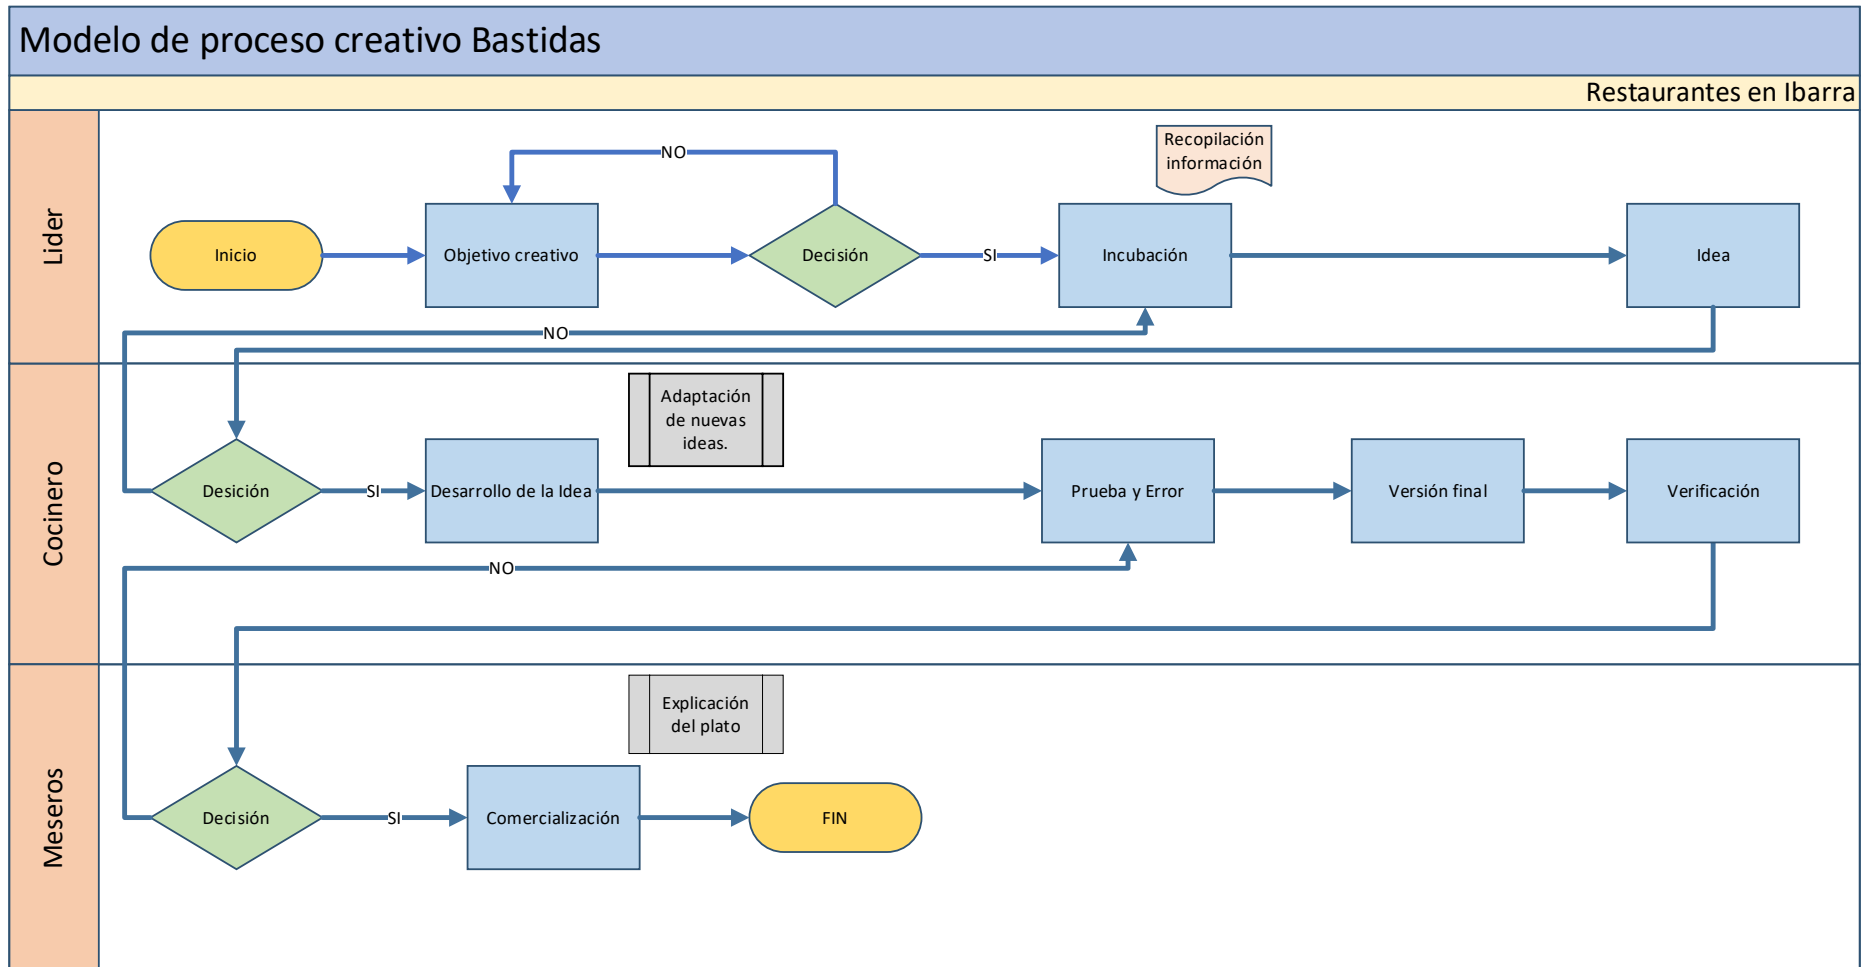 Modelo de proceso creativo Bastidas
Restaurantes en Ibarra
Lider
Recopilación
información
NO
Inicio
Objetivo creativo
Decisión
SI
Incubación
Idea
NO
Cocinero
Adaptación
de nuevas
ideas.
Desición
SI
Desarrollo de la Idea
Prueba y Error
Versión final
Verificación
NO
Meseros
Explicación
del plato
Decisión
SI
Comercialización
FIN